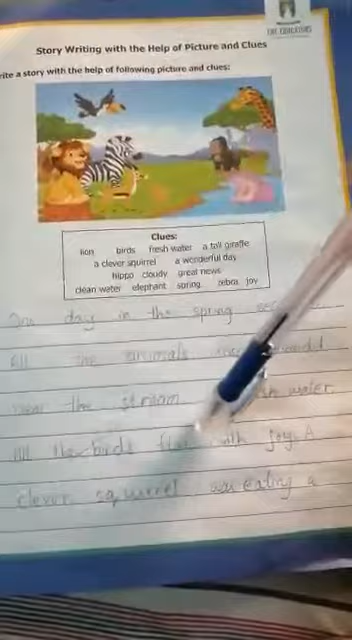 THE EDUCATORS
Story Writing with the Help of Picture and Clues
rite a story with the help of following picture and clues:
Clues:
lion birds fresh water a tall giraffe
a clever squirrel a wonderful day
hippo cloudy great news
clean water elephant spring zebra joy
day in the spring
All the animals
near the stream water.
All the birds with joy. A
clever squirrel was eating a